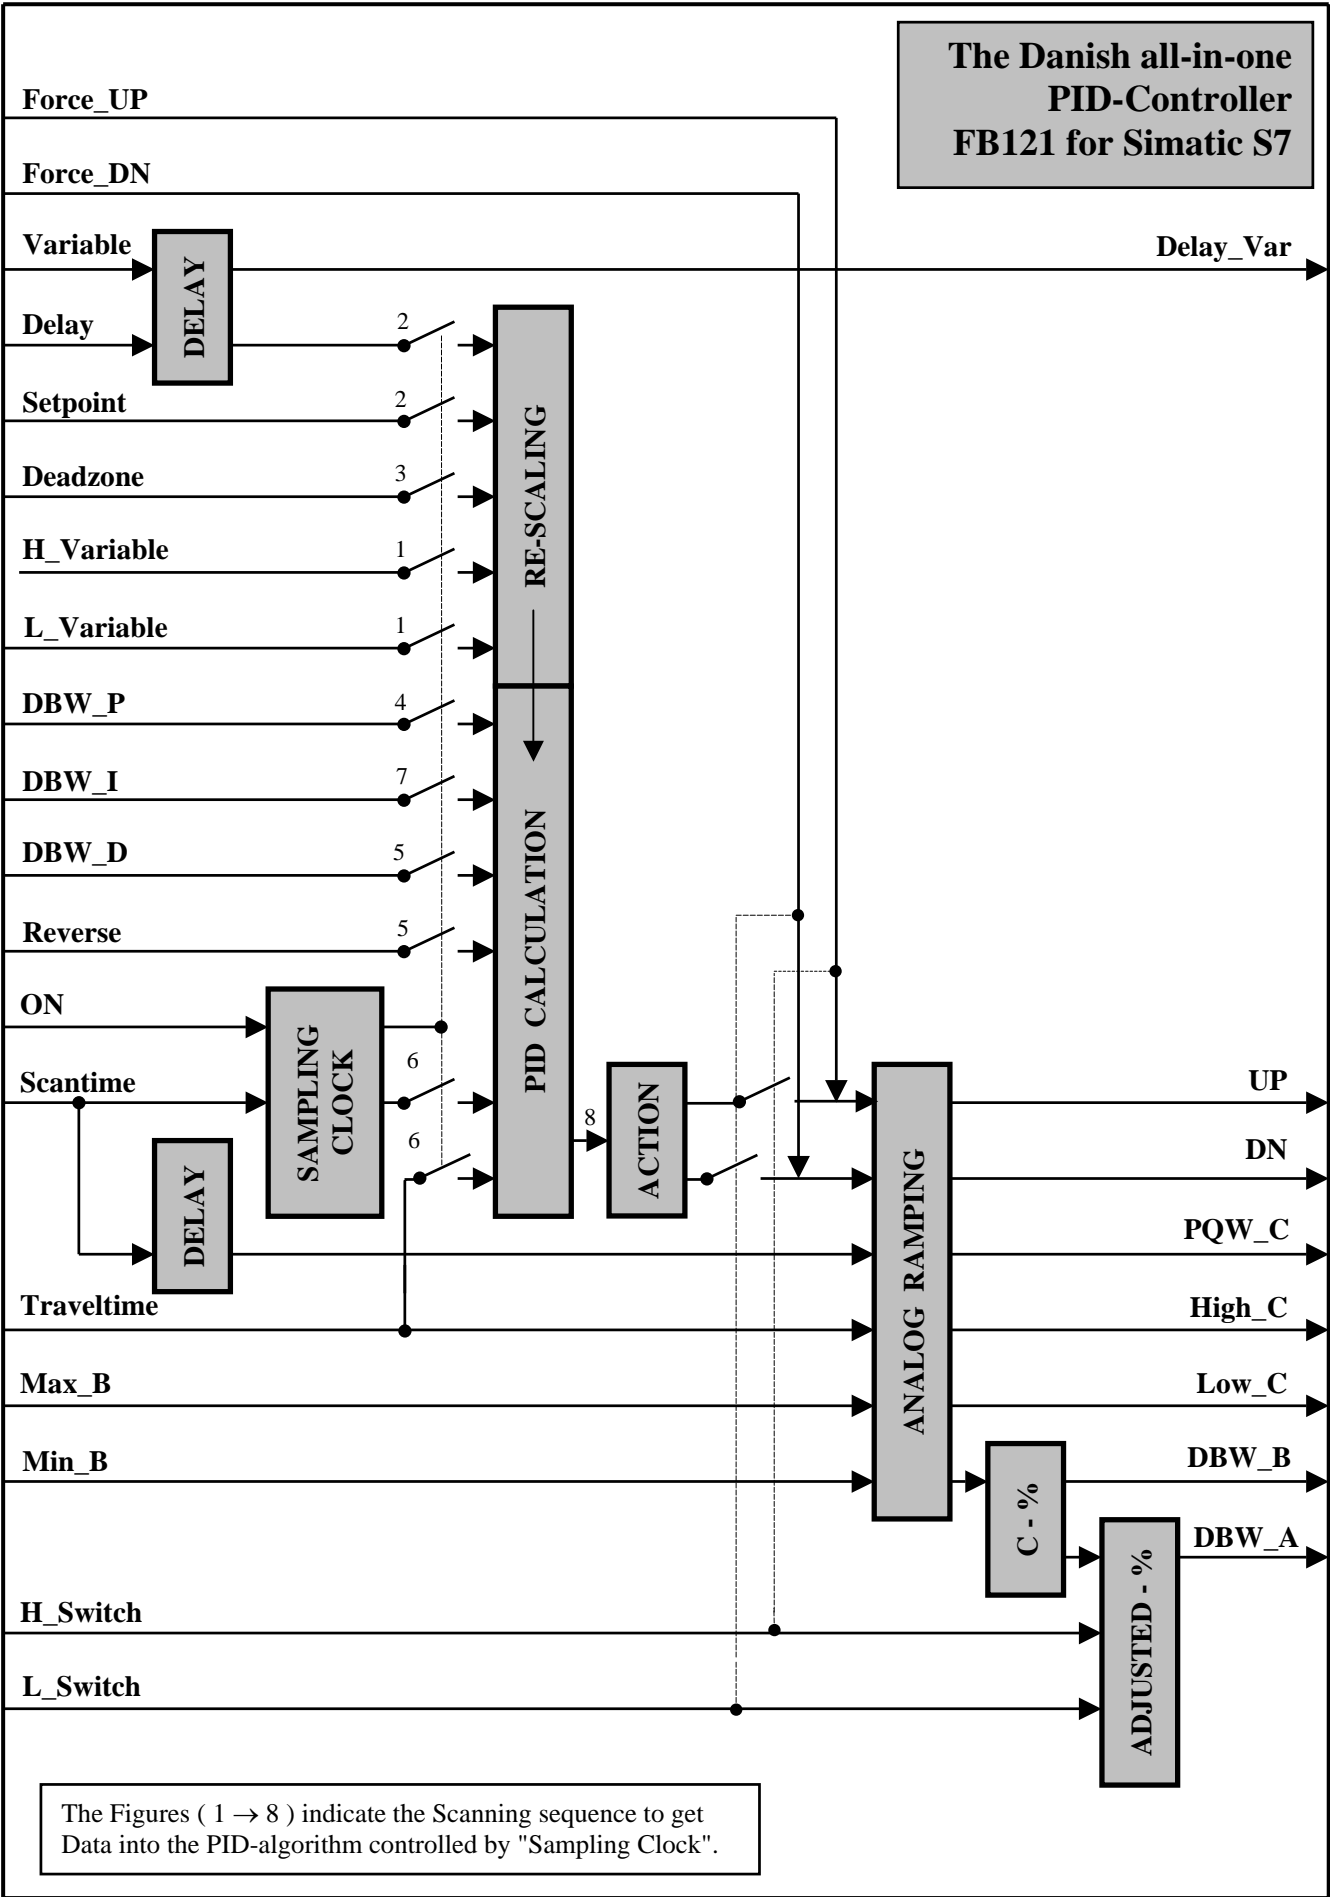 The Danish all-in-one
PID-Controller
FB121 for Simatic S7
Force_UP
Force_DN
Variable
DELAY
Delay_Var
Delay
2
Setpoint
2
Deadzone
3
H_Variable
1
L_Variable
1
RE-SCALING
DBW_P
4
DBW_I
7
DBW_D
5
Reverse
5
PID CALCULATION
ON
SAMPLING
CLOCK
Scantime
6
6
DELAY
8
ACTION
ANALOG RAMPING
UP
DN
PQW_C
Traveltime
High_C
Max_B
Low_C
Min_B
DBW_B
C - %
DBW_A
ADJUSTED - %
H_Switch
L_Switch
The Figures ( 1 → 8 ) indicate the Scanning sequence to get
Data into the PID-algorithm controlled by "Sampling Clock".